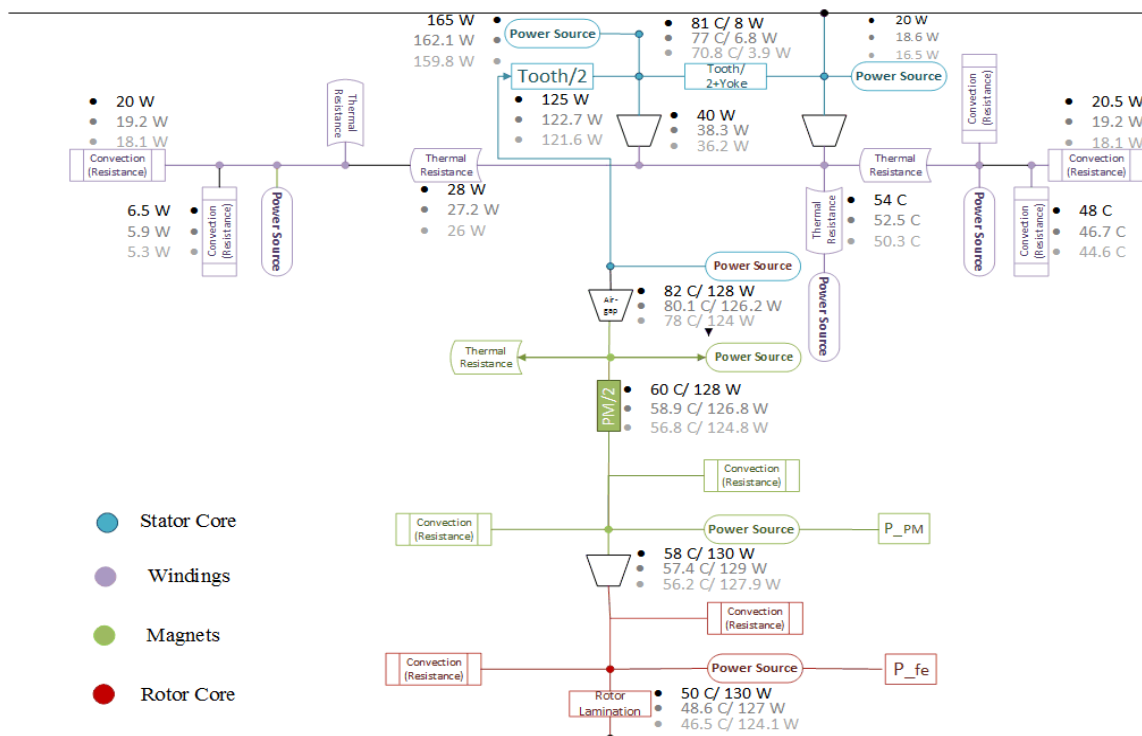 165 W
162.1 W
159.8 W
Power Source
81 C/ 8 W
77 C/ 6.8 W
70.8 C/ 3.9 W
20 W
18.6 W
16.5 W
Tooth/2
Tooth/
2+Yoke
Power Source
125 W
122.7 W
121.6 W
40 W
38.3 W
36.2 W
20 W
19.2 W
18.1 W
Thermal
Resistance
Convection
(Resistance)
20.5 W
19.2 W
18.1 W
Convection
(Resistance)
Thermal
Resistance
Thermal
Resistance
Convection
(Resistance)
28 W
27.2 W
26 W
6.5 W
5.9 W
5.3 W
Convection
(Resistance)
Power Source
Thermal
Resistance
54 C
52.5 C
50.3 C
Power Source
Convection
(Resistance)
48 C
46.7 C
44.6 C
Power Source
Power Source
Air-
gap
82 C/ 128 W
80.1 C/ 126.2 W
78 C/ 124 W
Thermal
Resistance
Power Source
PM/2
60 C/ 128 W
58.9 C/ 126.8 W
56.8 C/ 124.8 W
Convection
(Resistance)
Convection
(Resistance)
Power Source
P_PM
58 C/ 130 W
57.4 C/ 129 W
56.2 C/ 127.9 W
Convection
(Resistance)
Convection
(Resistance)
Power Source
P_fe
Rotor
Lamination
50 C/ 130 W
48.6 C/ 127 W
46.5 C/ 124.1 W
Stator Core
Windings
Magnets
Rotor Core